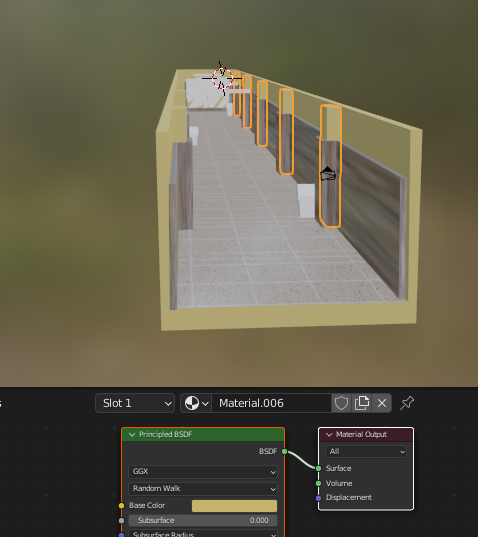 s
Slot 1
Material.006
Principled BSDF
BSDF
GGX
Random Walk
Base Color
Subsurface 0.000
Subsurface Radius
Material Output
All
Surface
Volume
Displacement